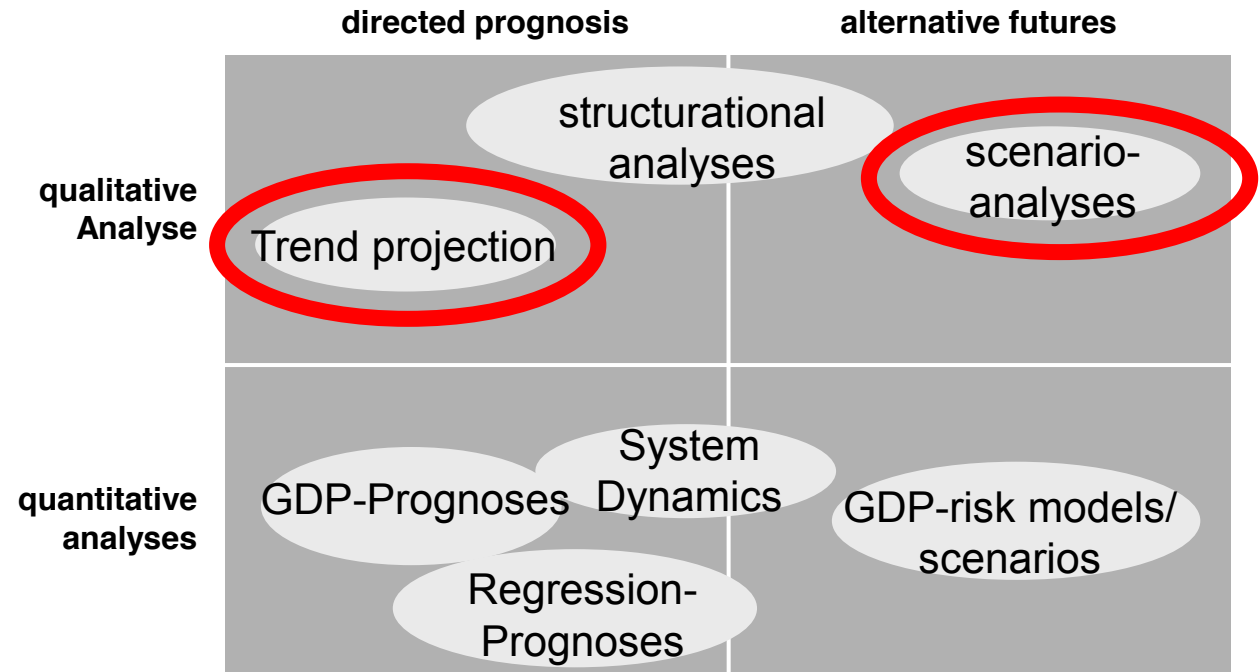 directed prognosis
alternative futures
qualitative
Analyse
structurational
analyses
scenario-
analyses
Trend projection
quantitative
analyses
System
Dynamics
GDP-Prognoses
GDP-risk models/
scenarios
Regression-
Prognoses